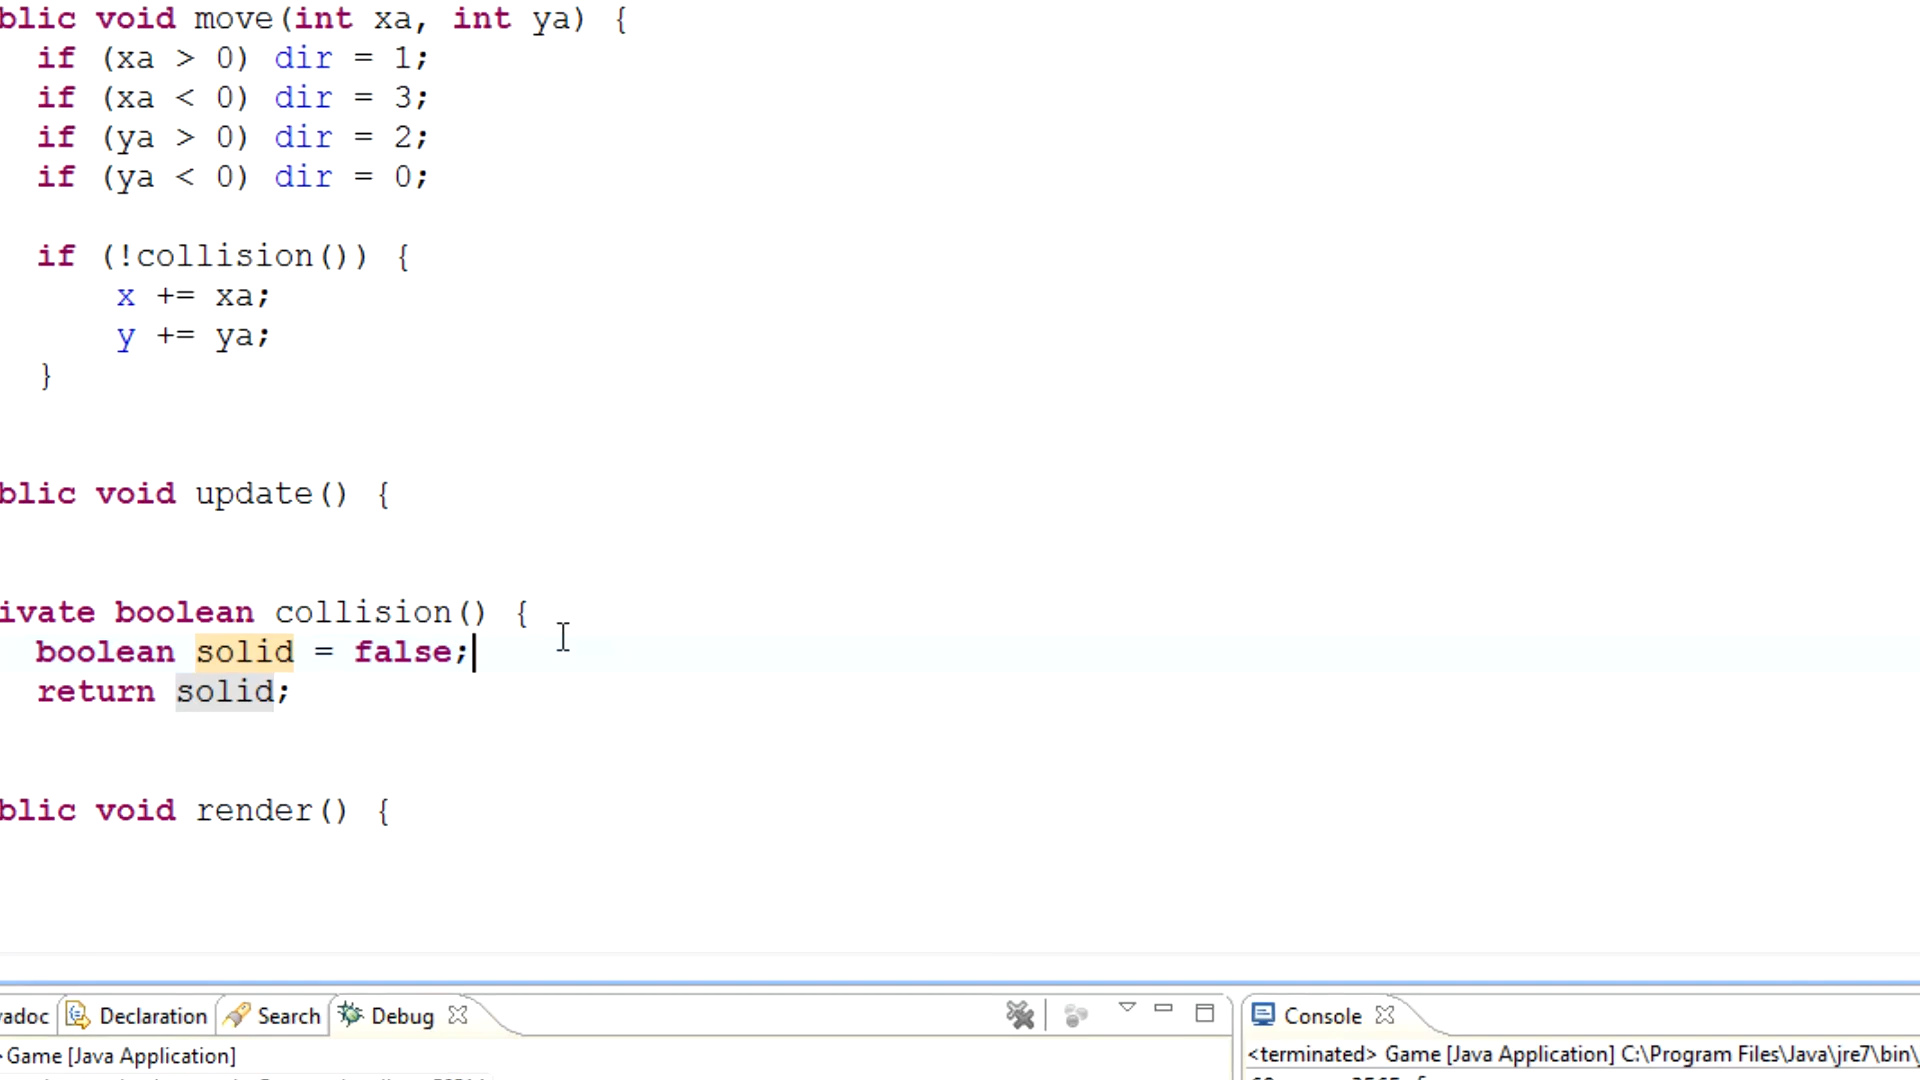 blic void move(int xa, int ya) {
if (xa > 0) dir = 1;
if (xa < 0) dir = 3;
if (ya > 0) dir = 2;
if (ya < 0) dir = 0;
if (!collision()) {
x += xa;
y += ya;
}
blic void update() {
ivate boolean collision() {
boolean solid = false;
return solid;
blic void render() {
vadoc Declaration Search Debug Console
Game [Java Application]
<terminated> Game [Java Application] C:\Program Files\Java\jre7\bin\